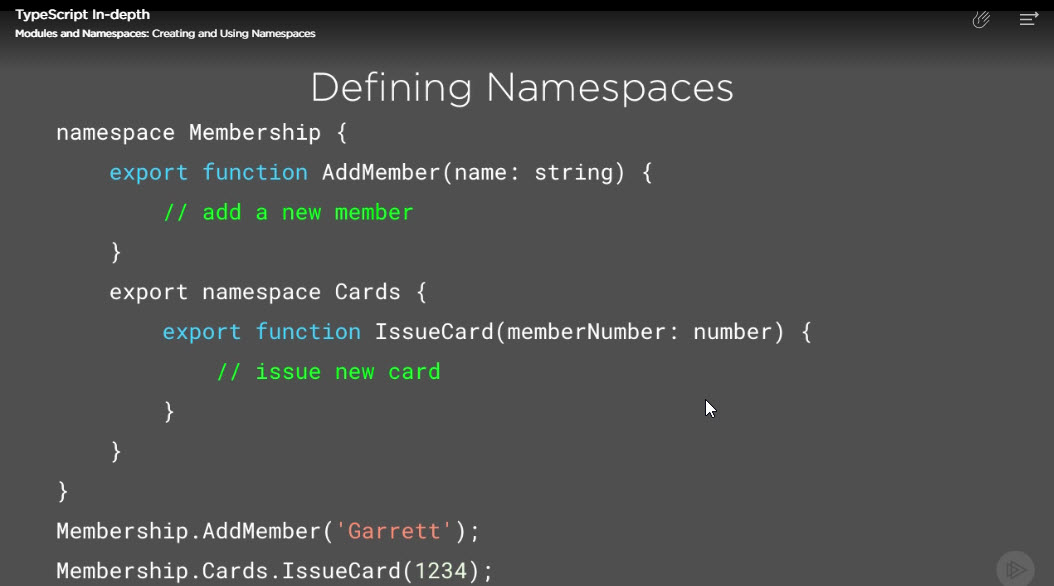 TypeScript In-depth
Modules and Namespaces: Creating and Using Namespaces
Defining Namespaces
namespace Membership {
    export function AddMember(name: string) {
        // add a new member
    }
    export namespace Cards {
        export function IssueCard(memberNumber: number) {
            // issue new card
        }
    }
}
Membership.AddMember('Garrett');
Membership.Cards.IssueCard(1234);